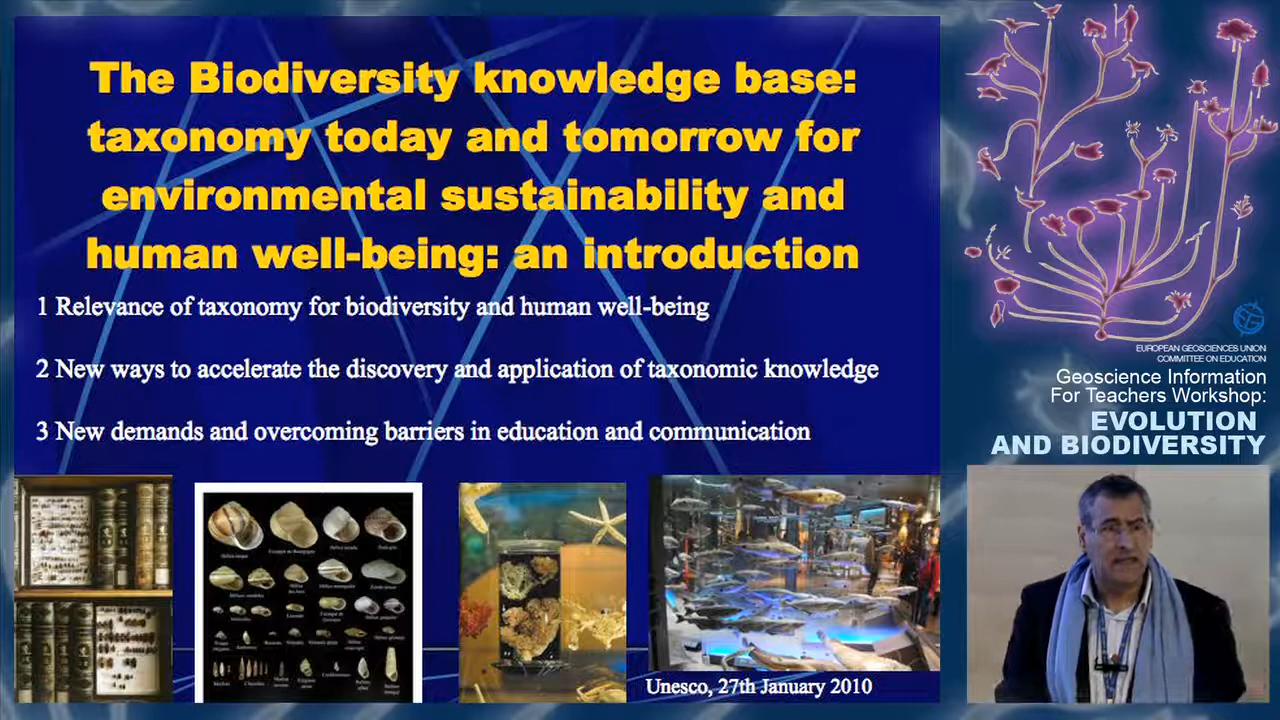 The Biodiversity knowledge base:
taxonomy today and tomorrow for
environmental sustainability and
human well-being: an introduction
1 Relevance of taxonomy for biodiversity and human well-being
2 New ways to accelerate the discovery and application of taxonomic knowledge
3 New demands and overcoming barriers in education and communication
Unesco, 27th January 2010
EUROPEAN GEOSCIENCES UNION
COMMITTEE ON EDUCATION
Geoscience Information
For Teachers Workshop:
EVOLUTION
AND BIODIVERSITY